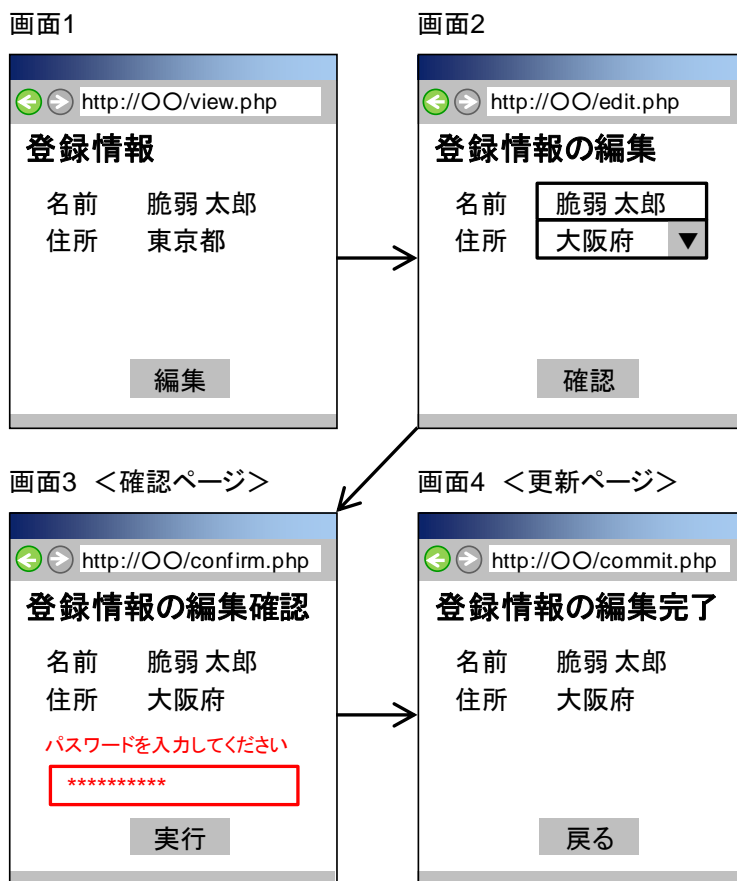 画面1
http://〇〇/view.php
登録情報
名前 脆弱 太郎
住所 東京都
編集
画面2
http://〇〇/edit.php
登録情報の編集
名前 脆弱 太郎
住所 大阪府 ▼
確認
画面3 <確認ページ>
http://〇〇/confirm.php
登録情報の編集確認
名前 脆弱 太郎
住所 大阪府
パスワードを入力してください
**********
実行
画面4 <更新ページ>
http://〇〇/commit.php
登録情報の編集完了
名前 脆弱 太郎
住所 大阪府
戻る